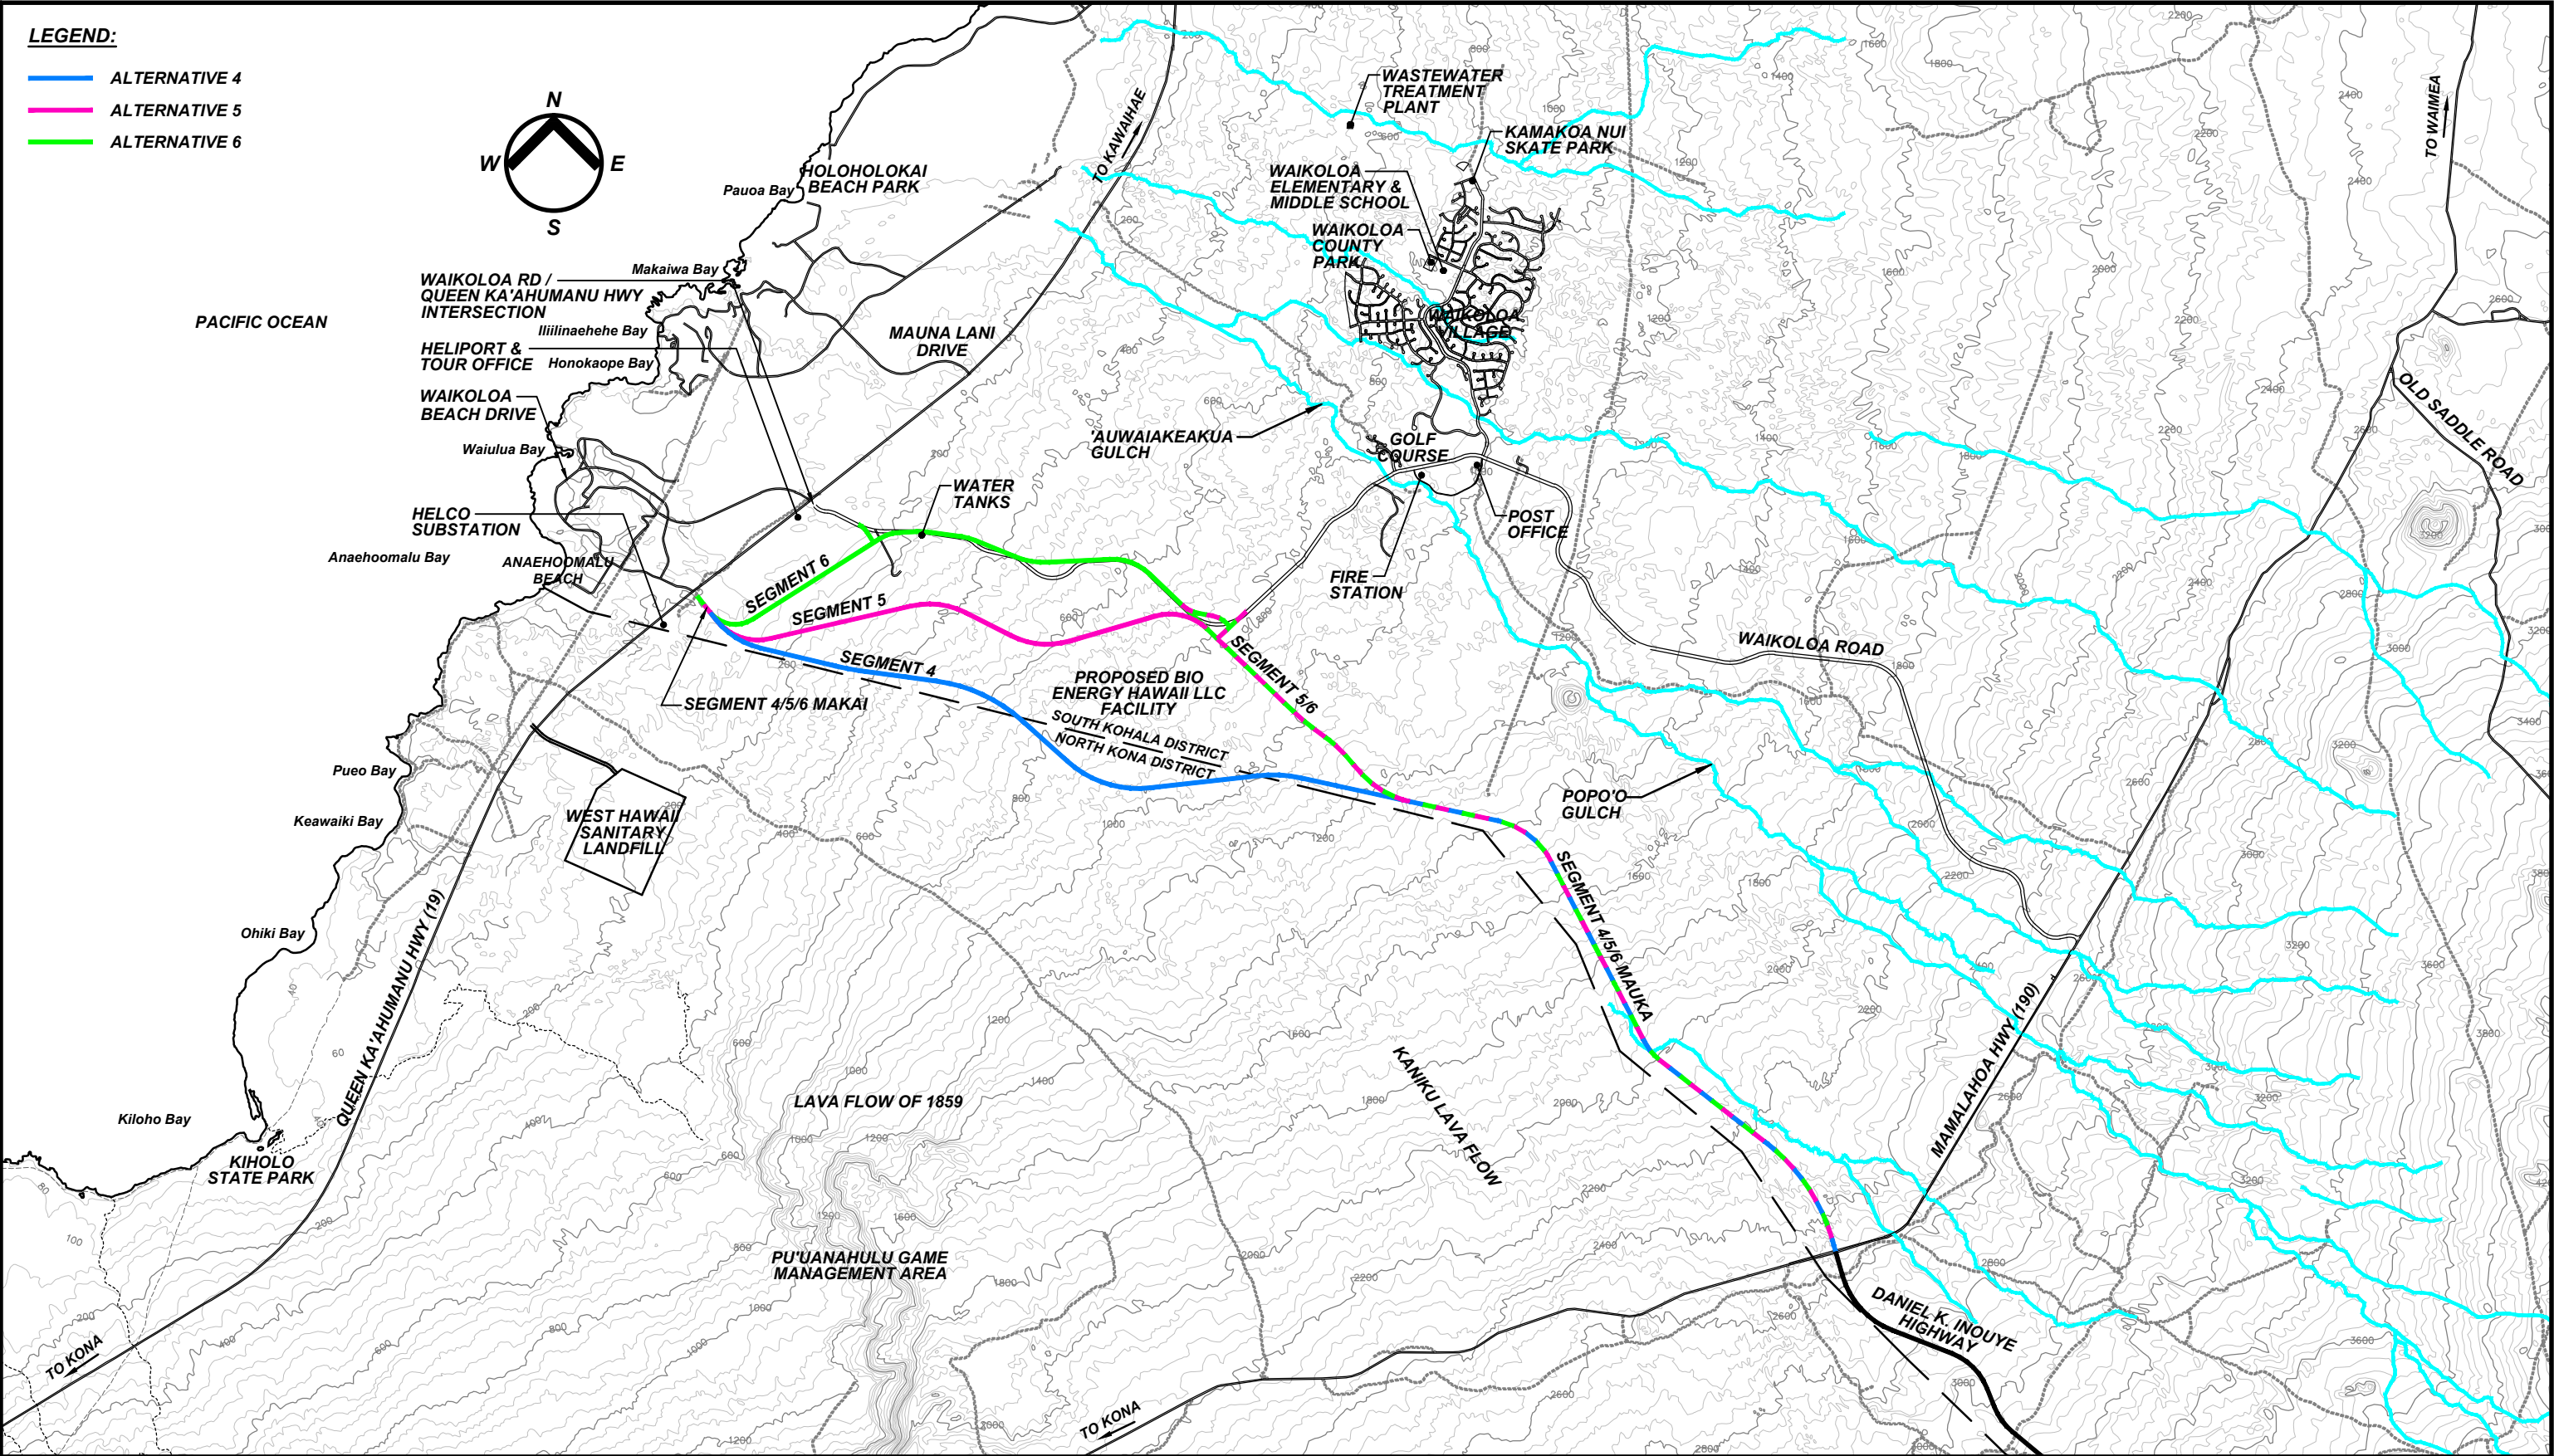 LEGEND:
ALTERNATIVE 4
ALTERNATIVE 5
ALTERNATIVE 6
N
W
E
S
PACIFIC OCEAN
Pauoa Bay
HOLOHOLOKAI
BEACH PARK
TO KAWAIHAE
Makaiwa Bay
WAIKOLOA RD /
QUEEN KA'AHUMANU HWY
INTERSECTION
Iliilinaehehe Bay
HELIPORT &
TOUR OFFICE
Honokaope Bay
MAUNA LANI
DRIVE
WAIKOLOA
BEACH DRIVE
Waiulua Bay
HELCO
SUBSTATION
Anaehoomalu Bay
ANAEHOOMALU
BEACH
WASTEWATER
TREATMENT
PLANT
KAMAKOA NUI
SKATE PARK
WAIKOLOA
ELEMENTARY &
MIDDLE SCHOOL
WAIKOLOA
COUNTY
PARK
WAIKOLOA
VILLAGE
TO WAIMEA
OLD SADDLE ROAD
'AUWAIAKEAKUA
GULCH
GOLF
COURSE
WATER
TANKS
POST
OFFICE
FIRE
STATION
SEGMENT 6
SEGMENT 5
SEGMENT 4
SEGMENT 5/6
WAIKOLOA ROAD
SEGMENT 4/5/6 MAKAI
PROPOSED BIO
ENERGY HAWAII LLC
FACILITY
SOUTH KOHALA DISTRICT
NORTH KONA DISTRICT
Pueo Bay
Keawaiki Bay
WEST HAWAII
SANITARY
LANDFILL
POPO'O
GULCH
SEGMENT 4/5/6 MAUKA
Ohiki Bay
QUEEN KA'AHUMANU HWY (19)
MAMALAHOA HWY (190)
KANIKU LAVA FLOW
LAVA FLOW OF 1859
Kiloho Bay
KIHOLO
STATE PARK
PU'UANAHULU GAME
MANAGEMENT AREA
DANIEL K. INOUYE
HIGHWAY
TO KONA
TO KONA